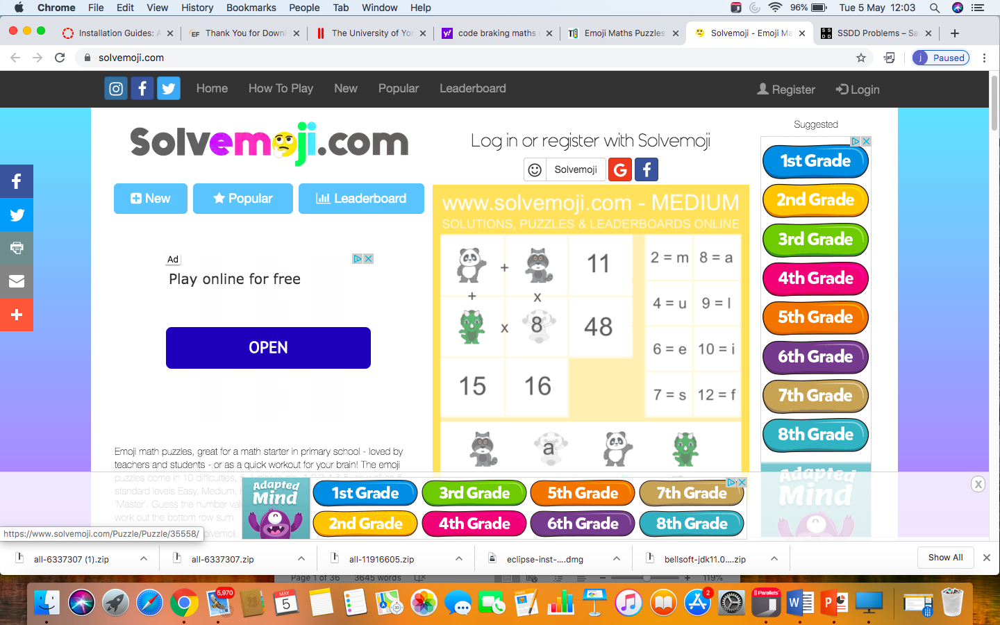 Chrome File Edit View History Bookmarks People Tab Window Help 96% Tue 5 May 12:03
Installation Guides: A
EF Thank You for Downl
The University of Yor
code braking maths
Emoji Maths Puzzles
Solvemoji - Emoji Ma
SSDD Problems – Sa
solvemoji.com
j Paused
Home How To Play New Popular Leaderboard Register Login
Solvemoji.com
Log in or register with Solvemoji
Solvemoji
New Popular Leaderboard
Ad
Play online for free
OPEN
www.solvemoji.com - MEDIUM
SOLUTIONS, PUZZLES & LEADERBOARDS ONLINE
+ 11
+ x
x 8 48
15 16
2 = m 8 = a
4 = u 9 = l
6 = e 10 = i
7 = s 12 = f
a
Suggested
1st Grade
2nd Grade
3rd Grade
4th Grade
5th Grade
6th Grade
7th Grade
8th Grade
Adapted
Mind
Emoji math puzzles, great for a math starter in primary school - loved by
teachers and students - or as a quick workout for your brain! The emoji
puzzles come in 10 difficulties,
standard levels Easy, Medium,
'Master'. Guess the number val
work out the bottom row sum.
Adapted
Mind
1st Grade 3rd Grade 5th Grade 7th Grade
2nd Grade 4th Grade 6th Grade 8th Grade
X
https://www.solvemoji.com/Puzzle/Puzzle/35558/
olvemoji.
all-6337307 (1).zip
all-6337307.zip
all-11916605.zip
eclipse-inst-....dmg
bellsoft-jdk11.0....zip
Show All
Page 1 of 36 3645 words 119%
5,970
MAY
5
2
Parallels